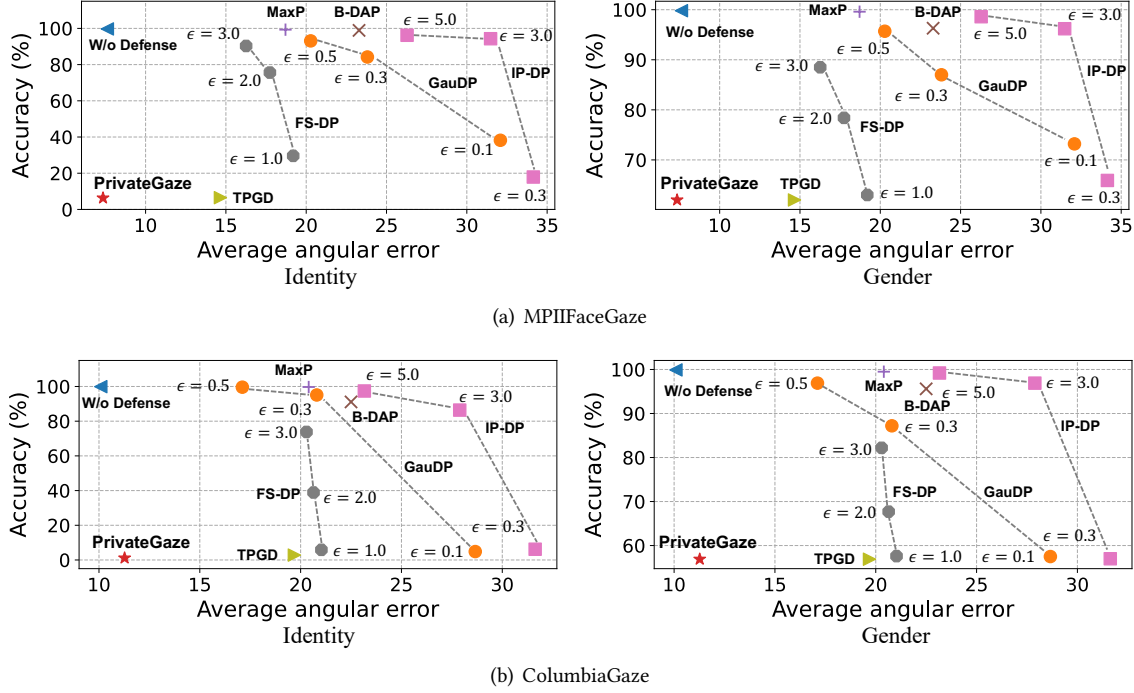 Accuracy (%)
100
80
60
40
20
0
10
15
20
25
30
35
W/o Defense
ϵ = 3.0
MaxP
B-DAP
ϵ = 5.0
ϵ = 3.0
ϵ = 0.5
ϵ = 2.0
ϵ = 0.3
IP-DP
GauDP
FS-DP
ϵ = 1.0
ϵ = 0.1
PrivateGaze
TPGD
ϵ = 0.3
Average angular error
Identity
Accuracy (%)
100
90
80
70
10
15
20
25
30
35
W/o Defense
MaxP
B-DAP
ϵ = 3.0
ϵ = 0.5
ϵ = 5.0
ϵ = 3.0
IP-DP
GauDP
ϵ = 0.3
ϵ = 2.0
FS-DP
ϵ = 0.1
PrivateGaze
TPGD
ϵ = 1.0
ϵ = 0.3
Average angular error
Gender
(a) MPIIFaceGaze
Accuracy (%)
100
80
60
40
20
0
10
15
20
25
30
MaxP
ϵ = 5.0
W/o Defense
ϵ = 0.5
ϵ = 3.0
ϵ = 0.3
B-DAP
ϵ = 3.0
IP-DP
GauDP
FS-DP
ϵ = 2.0
ϵ = 0.3
PrivateGaze
TPGD
ϵ = 1.0
ϵ = 0.1
Average angular error
Identity
Accuracy (%)
100
90
80
70
60
10
15
20
25
30
W/o Defense
ϵ = 0.5
MaxP
ϵ = 3.0
ϵ = 5.0
B-DAP
ϵ = 0.3
IP-DP
ϵ = 3.0
FS-DP
GauDP
ϵ = 2.0
ϵ = 0.3
PrivateGaze
TPGD
ϵ = 1.0
ϵ = 0.1
Average angular error
Gender
(b) ColumbiaGaze